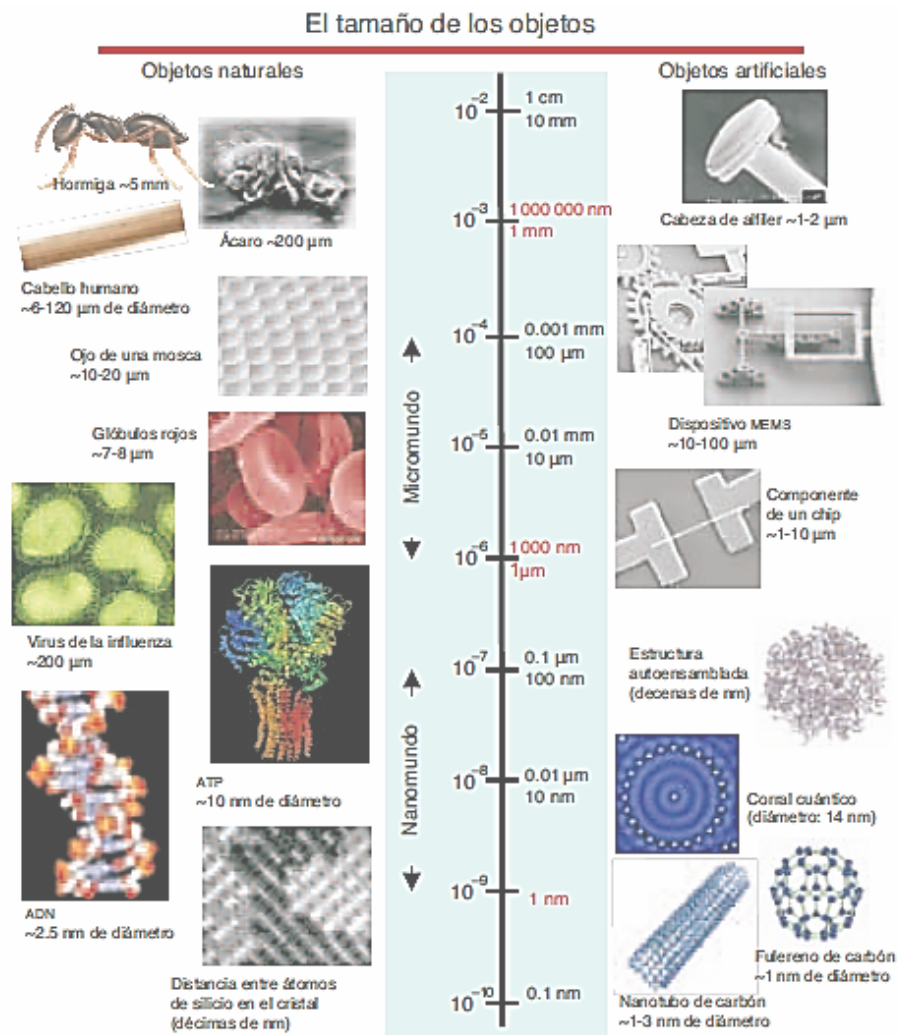 El tamaño de los objetos
Objetos naturales
Hormiga ~5 mm
Ácaro ~200 µm
Cabello humano
~6-120 µm de diámetro
Ojo de una mosca
~10-20 µm
Glóbulos rojos
~7-8 µm
Virus de la influenza
~200 µm
ATP
~10 nm de diámetro
ADN
~2.5 nm de diámetro
Distancia entre átomos
de silicio en el cristal
(décimas de nm)
Micromundo
Nanomundo
10⁻² 1 cm
10 mm
10⁻³ 1 000 000 nm
1 mm
10⁻⁴ 0.001 mm
100 µm
10⁻⁵ 0.01 mm
10 µm
10⁻⁶ 1 000 nm
1µm
10⁻⁷ 0.1 µm
100 nm
10⁻⁸ 0.01 µm
10 nm
10⁻⁹ 1 nm
10⁻¹⁰ 0.1 nm
Objetos artificiales
Cabeza de alfiler ~1-2 µm
Dispositivo MEMS
~10-100 µm
Componente
de un chip
~1-10 µm
Estructura
autoensamblada
(decenas de nm)
Corral cuántico
(diámetro: 14 nm)
Fulereno de carbón
~1 nm de diámetro
Nanotubo de carbón
~1-3 nm de diámetro